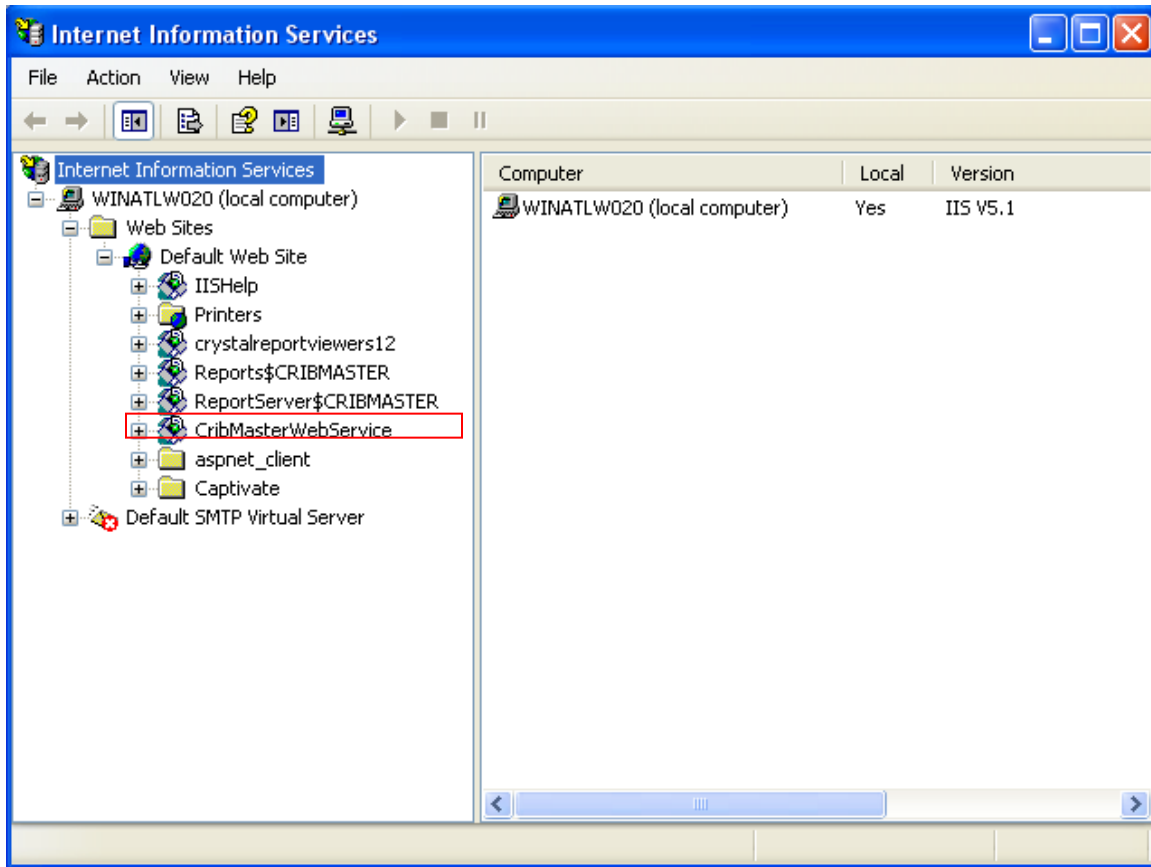 Internet Information Services
File Action View Help
Internet Information Services
WINATLW020 (local computer)
Web Sites
Default Web Site
IISHelp
Printers
crystalreportviewers12
Reports$CRIBMASTER
ReportServer$CRIBMASTER
CribMasterWebService
aspnet_client
Captivate
Default SMTP Virtual Server
Computer Local Version
WINATLW020 (local computer) Yes IIS V5.1